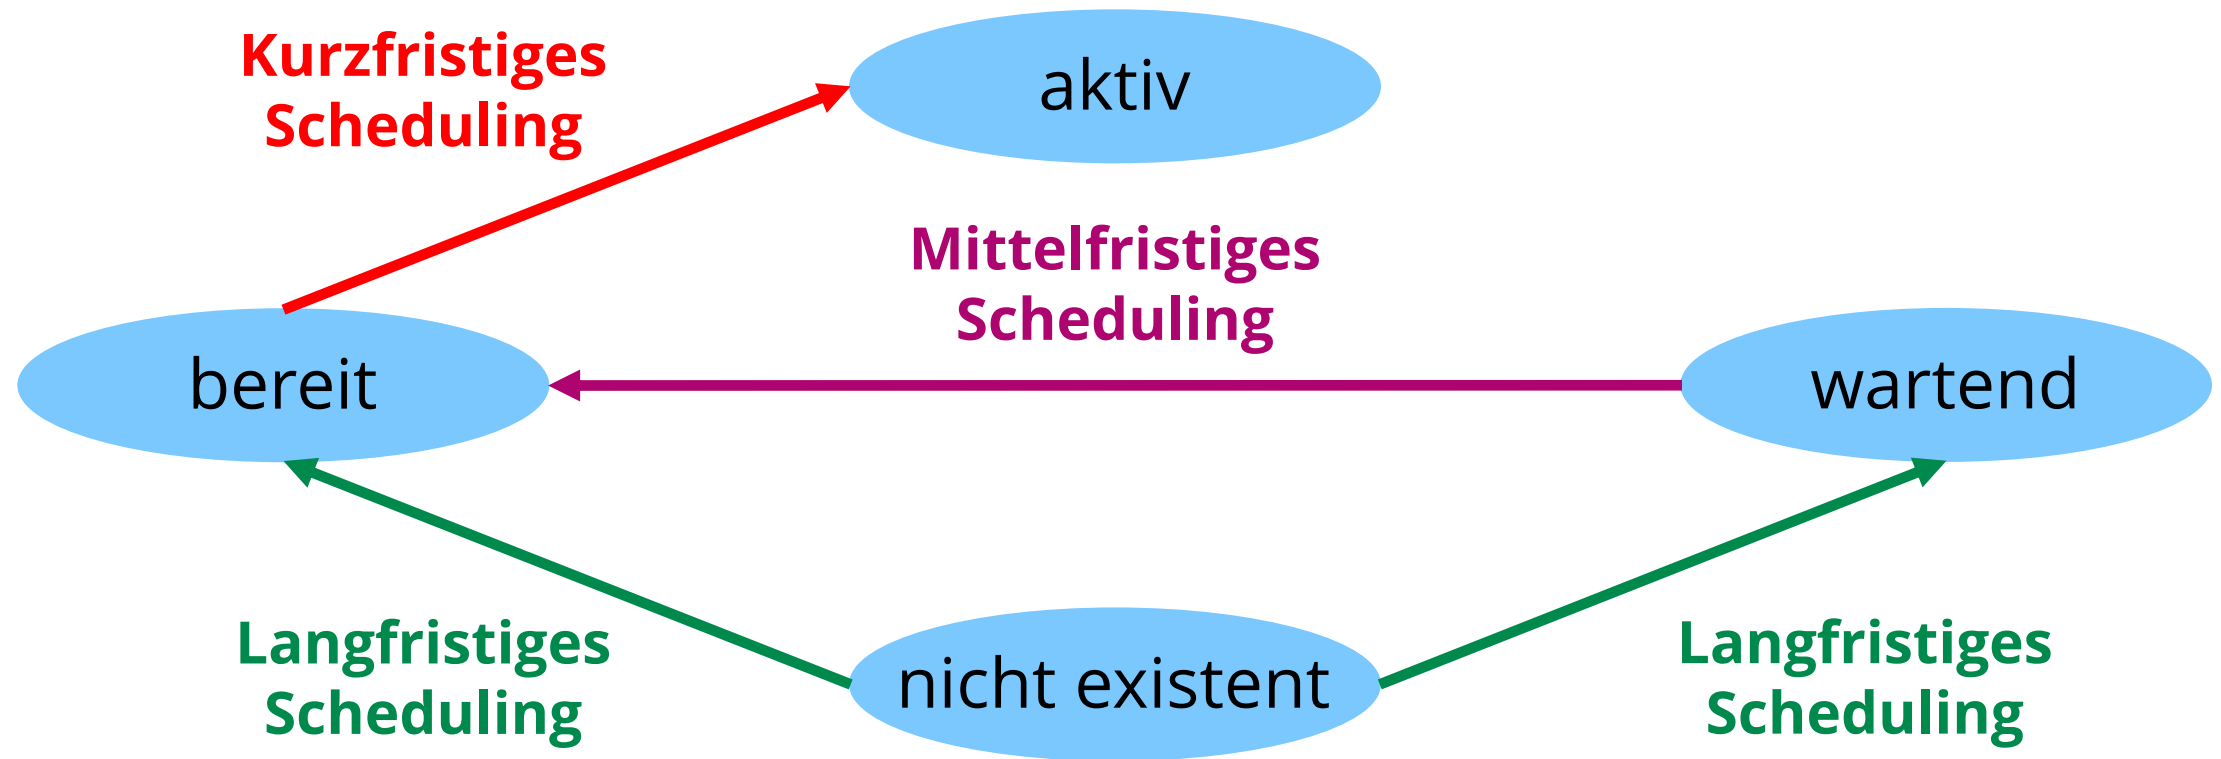 Kurzfristiges
Scheduling
aktiv
Mittelfristiges
Scheduling
bereit
wartend
Langfristiges
Scheduling
nicht existent
Langfristiges
Scheduling